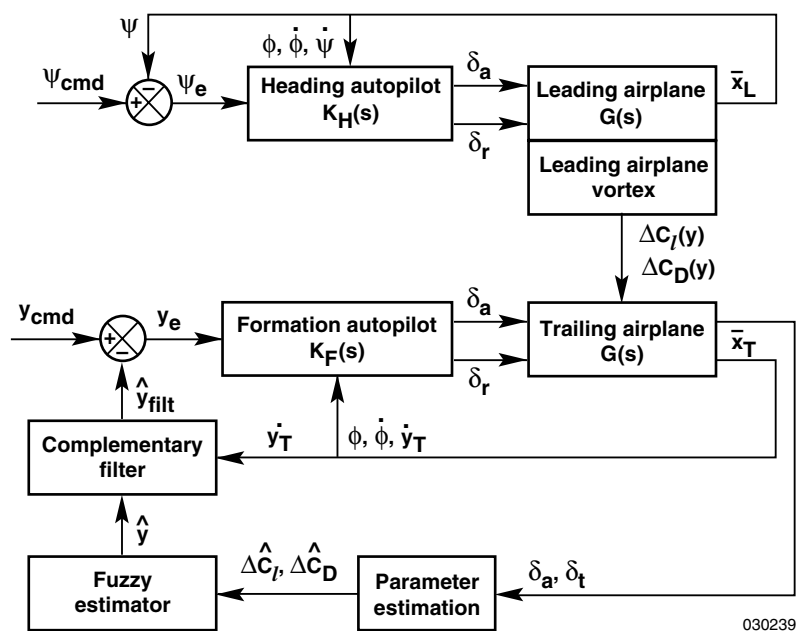 ψ
ϕ, ϕ̇, ψ̇
ψcmd
+
−
ψe
Heading autopilot
KH(s)
δa
δr
Leading airplane
G(s)
x̄L
Leading airplane
vortex
ΔCl(y)
ΔCD(y)
ycmd
+
−
ye
Formation autopilot
KF(s)
δa
δr
Trailing airplane
G(s)
x̄T
ŷfilt
Complementary
filter
ẏT
ϕ, ϕ̇, ẏT
ŷ
Fuzzy
estimator
ΔĈl, ΔĈD
Parameter
estimation
δa, δt
030239